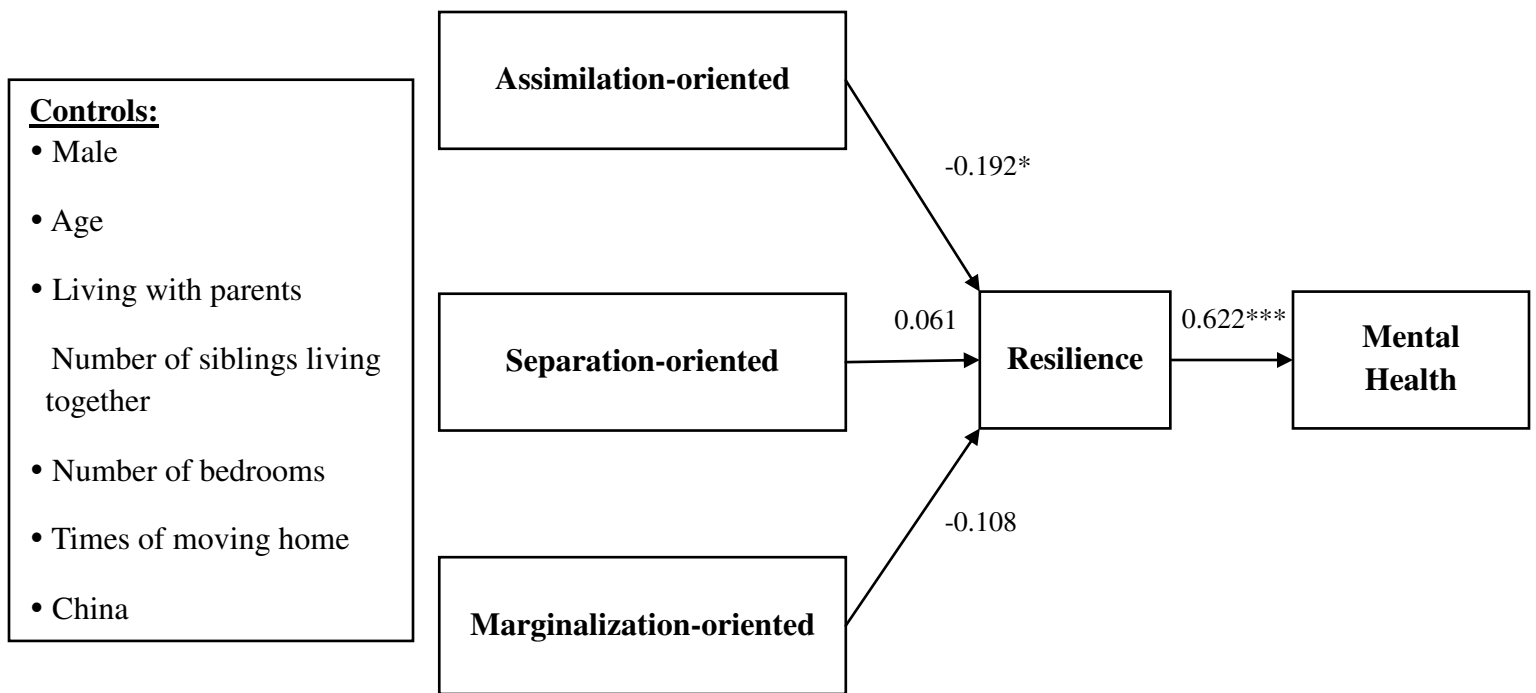 Controls:
• Male
• Age
• Living with parents
Number of siblings living
together
• Number of bedrooms
• Times of moving home
• China
Assimilation-oriented
Separation-oriented
Marginalization-oriented
-0.192*
0.061
-0.108
Resilience
0.622***
Mental
Health